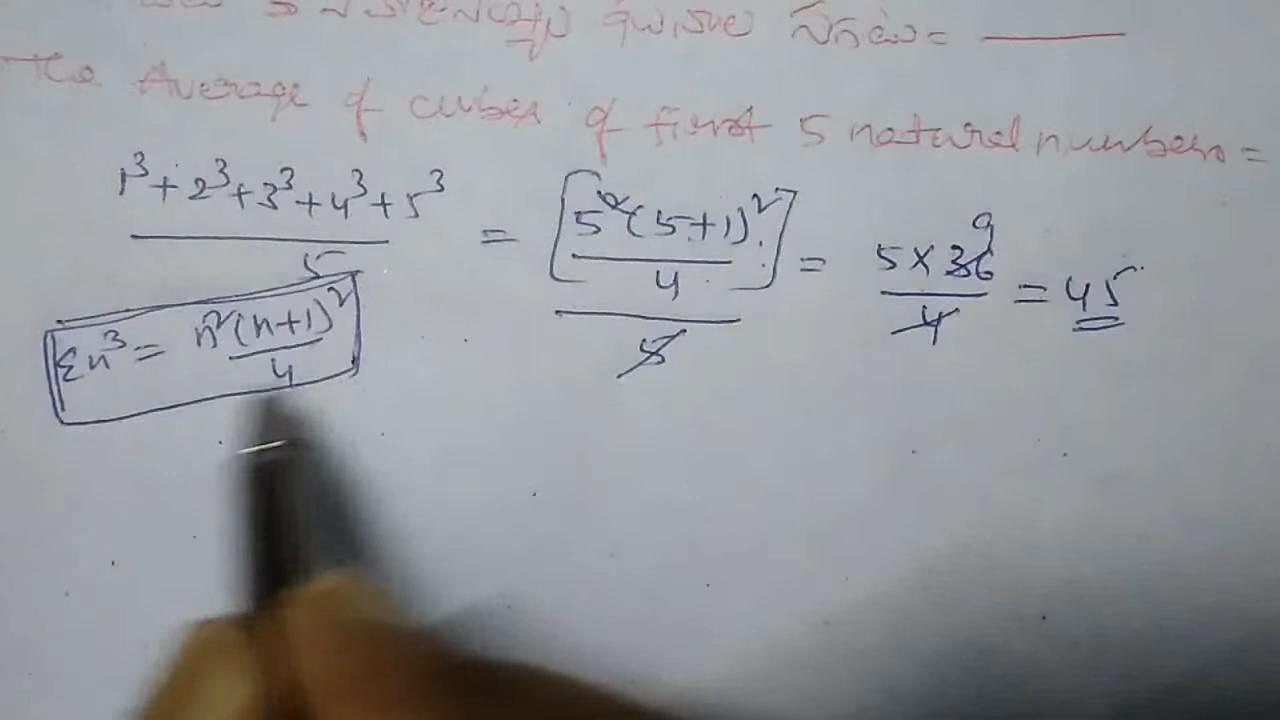 The Average of cubes of first 5 natural numbers =
1³ + 2³ + 3³ + 4³ + 5³ / 5 = [5²(5+1)² / 4] / 5 = 5 × 36 9 / 4 = 45
Σn³ = n²(n+1)² / 4